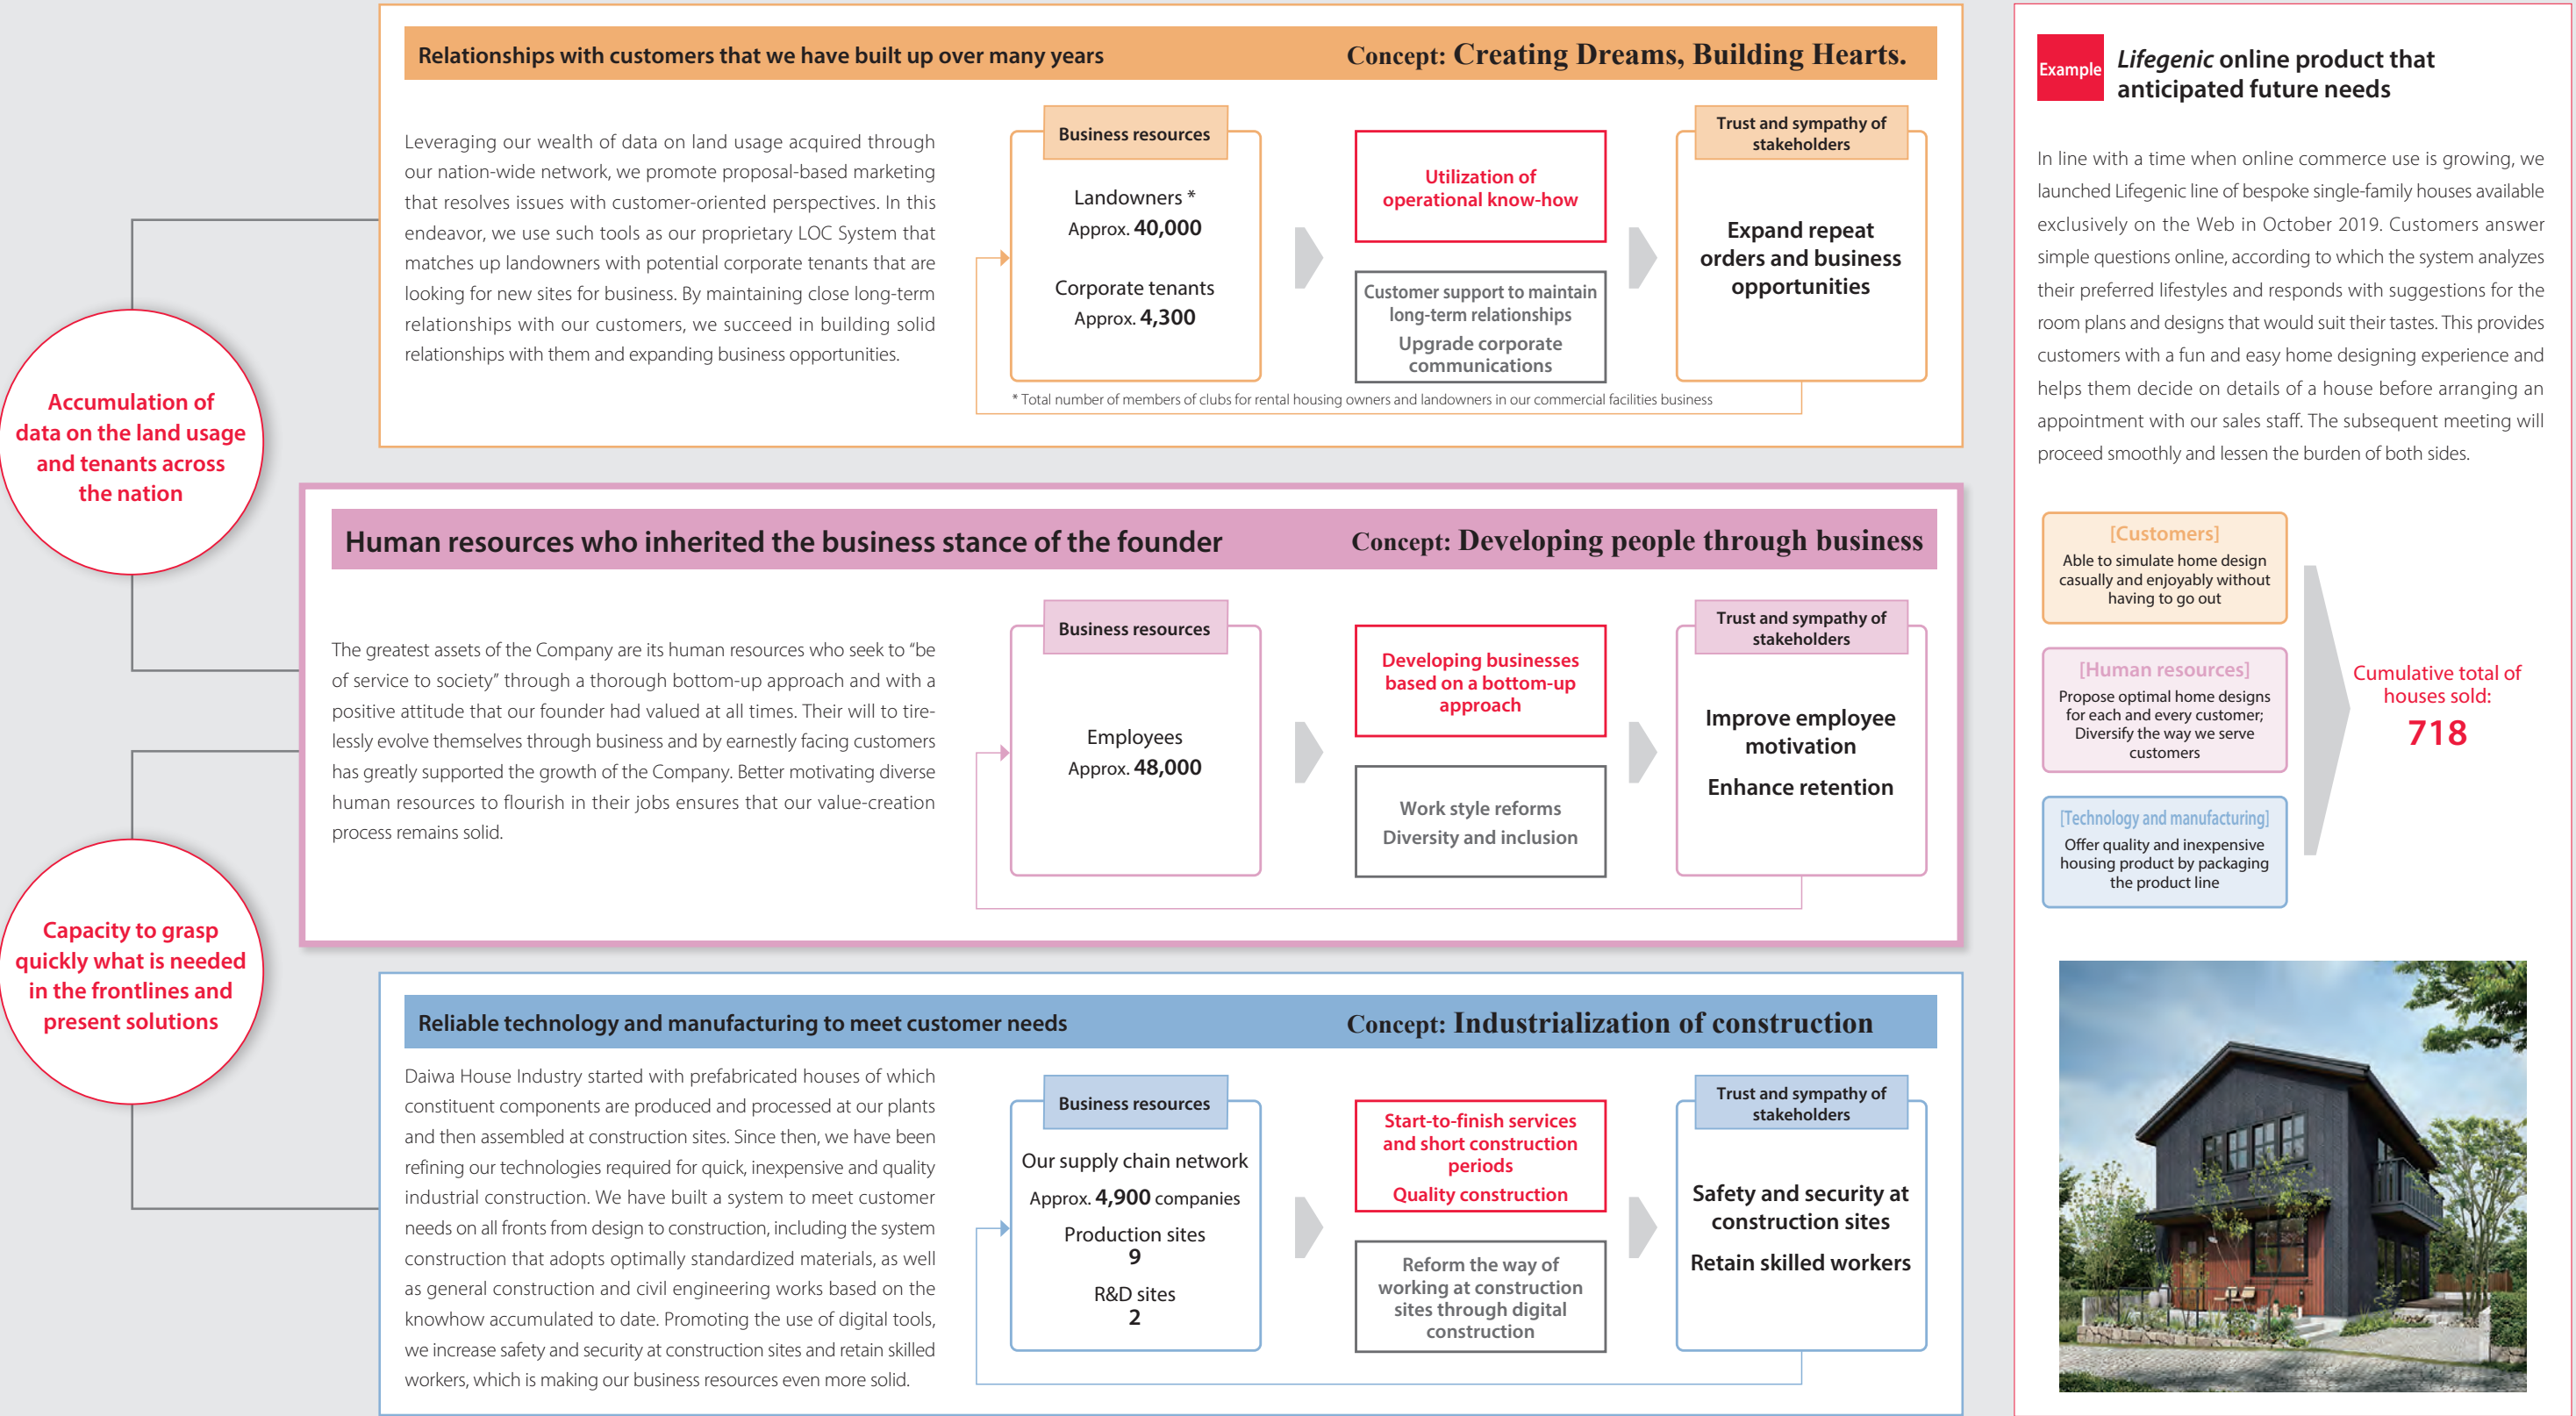 Accumulation of
data on the land usage
and tenants across
the nation
Capacity to grasp
quickly what is needed
in the frontlines and
present solutions
Relationships with customers that we have built up over many years
Concept: Creating Dreams, Building Hearts.
Leveraging our wealth of data on land usage acquired through
our nation-wide network, we promote proposal-based marketing
that resolves issues with customer-oriented perspectives. In this
endeavor, we use such tools as our proprietary LOC System that
matches up landowners with potential corporate tenants that are
looking for new sites for business. By maintaining close long-term
relationships with our customers, we succeed in building solid
relationships with them and expanding business opportunities.
Business resources
Landowners *
Approx. 40,000
Corporate tenants
Approx. 4,300
Utilization of
operational know-how
Customer support to maintain
long-term relationships
Upgrade corporate
communications
Trust and sympathy of
stakeholders
Expand repeat
orders and business
opportunities
* Total number of members of clubs for rental housing owners and landowners in our commercial facilities business
Human resources who inherited the business stance of the founder
Concept: Developing people through business
The greatest assets of the Company are its human resources who seek to “be
of service to society” through a thorough bottom-up approach and with a
positive attitude that our founder had valued at all times. Their will to tire-
lessly evolve themselves through business and by earnestly facing customers
has greatly supported the growth of the Company. Better motivating diverse
human resources to flourish in their jobs ensures that our value-creation
process remains solid.
Business resources
Employees
Approx. 48,000
Developing businesses
based on a bottom-up
approach
Work style reforms
Diversity and inclusion
Trust and sympathy of
stakeholders
Improve employee
motivation
Enhance retention
Reliable technology and manufacturing to meet customer needs
Concept: Industrialization of construction
Daiwa House Industry started with prefabricated houses of which
constituent components are produced and processed at our plants
and then assembled at construction sites. Since then, we have been
refining our technologies required for quick, inexpensive and quality
industrial construction. We have built a system to meet customer
needs on all fronts from design to construction, including the system
construction that adopts optimally standardized materials, as well
as general construction and civil engineering works based on the
knowhow accumulated to date. Promoting the use of digital tools,
we increase safety and security at construction sites and retain skilled
workers, which is making our business resources even more solid.
Business resources
Our supply chain network
Approx. 4,900 companies
Production sites
9
R&D sites
2
Start-to-finish services
and short construction
periods
Quality construction
Reform the way of
working at construction
sites through digital
construction
Trust and sympathy of
stakeholders
Safety and security at
construction sites
Retain skilled workers
Example
Lifegenic online product that
anticipated future needs
In line with a time when online commerce use is growing, we
launched Lifegenic line of bespoke single-family houses available
exclusively on the Web in October 2019. Customers answer
simple questions online, according to which the system analyzes
their preferred lifestyles and responds with suggestions for the
room plans and designs that would suit their tastes. This provides
customers with a fun and easy home designing experience and
helps them decide on details of a house before arranging an
appointment with our sales staff. The subsequent meeting will
proceed smoothly and lessen the burden of both sides.
[Customers]
Able to simulate home design
casually and enjoyably without
having to go out
[Human resources]
Propose optimal home designs
for each and every customer;
Diversify the way we serve
customers
[Technology and manufacturing]
Offer quality and inexpensive
housing product by packaging
the product line
Cumulative total of
houses sold:
718